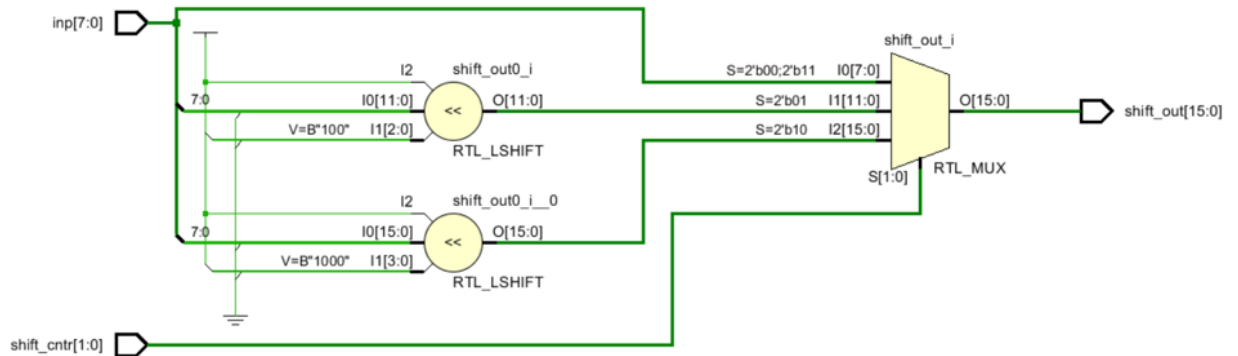 inp[7:0]
shift_out_i
I2
shift_out0_i
S=2'b00;2'b11
I0[7:0]
7:0
I0[11:0]
<<
O[11:0]
S=2'b01
I1[11:0]
O[15:0]
shift_out[15:0]
V=B"100"
I1[2:0]
S=2'b10
I2[15:0]
RTL_LSHIFT
S[1:0]
RTL_MUX
I2
shift_out0_i__0
7:0
I0[15:0]
<<
O[15:0]
V=B"1000"
I1[3:0]
RTL_LSHIFT
shift_cntr[1:0]